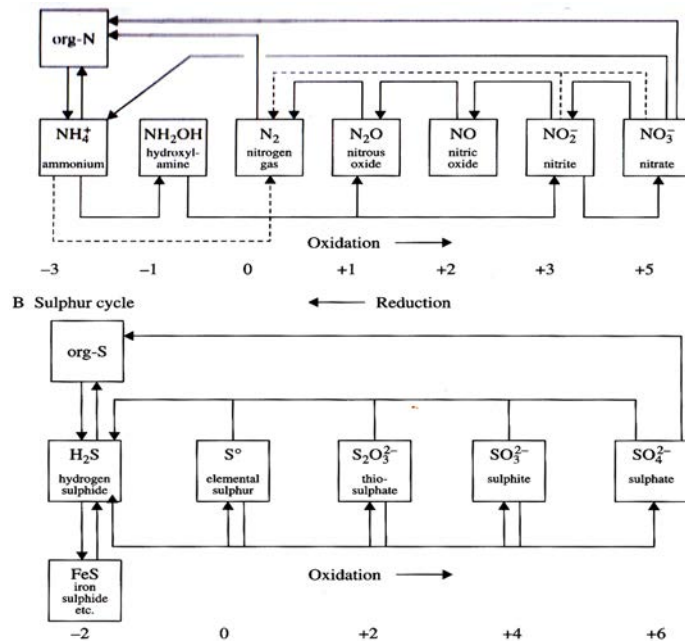 org-N
NH₄⁺ NH₂OH N₂ N₂O NO NO₂⁻ NO₃⁻
ammonium hydroxyl- nitrogen nitrous nitric nitrite nitrate
amine gas oxide oxide
Oxidation
−3 −1 0 +1 +2 +3 +5
B Sulphur cycle Reduction
org-S
H₂S S° S₂O₃²⁻ SO₃²⁻ SO₄²⁻
hydrogen elemental thio- sulphite sulphate
sulphide sulphur sulphate
FeS
iron
sulphide
etc.
Oxidation
−2 0 +2 +4 +6